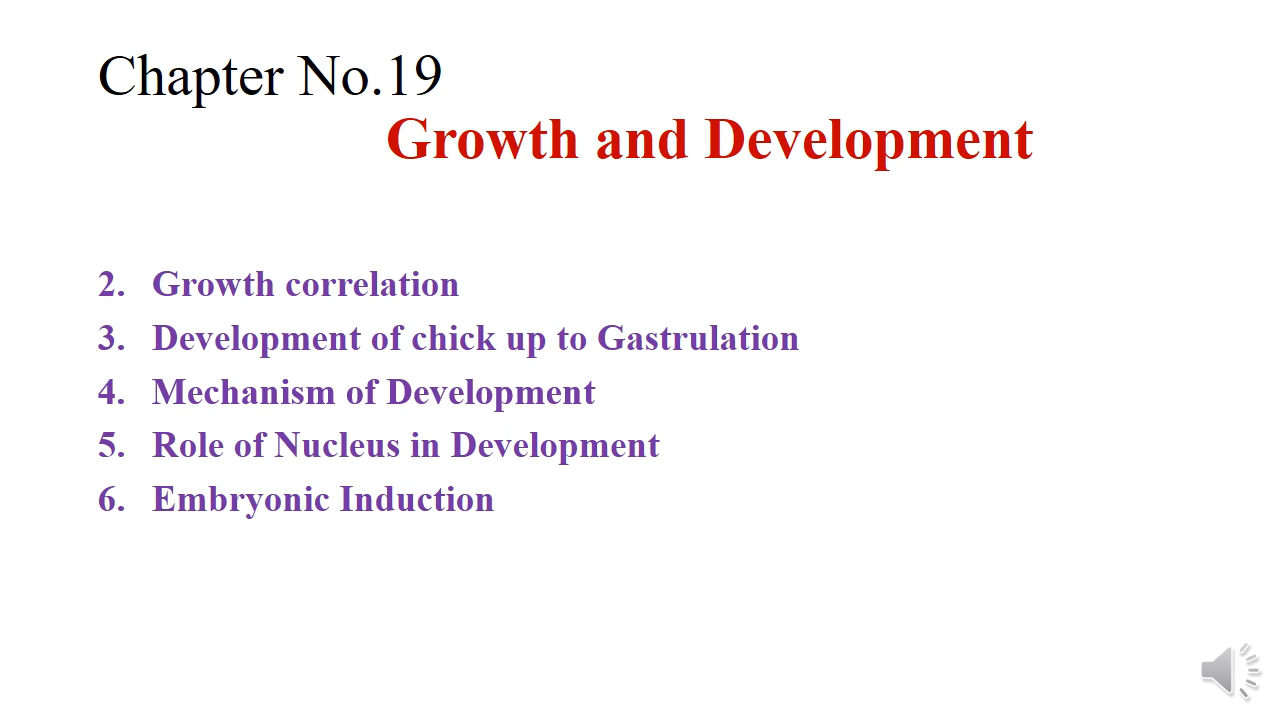 Chapter No.19
Growth and Development
2. Growth correlation
3. Development of chick up to Gastrulation
4. Mechanism of Development
5. Role of Nucleus in Development
6. Embryonic Induction